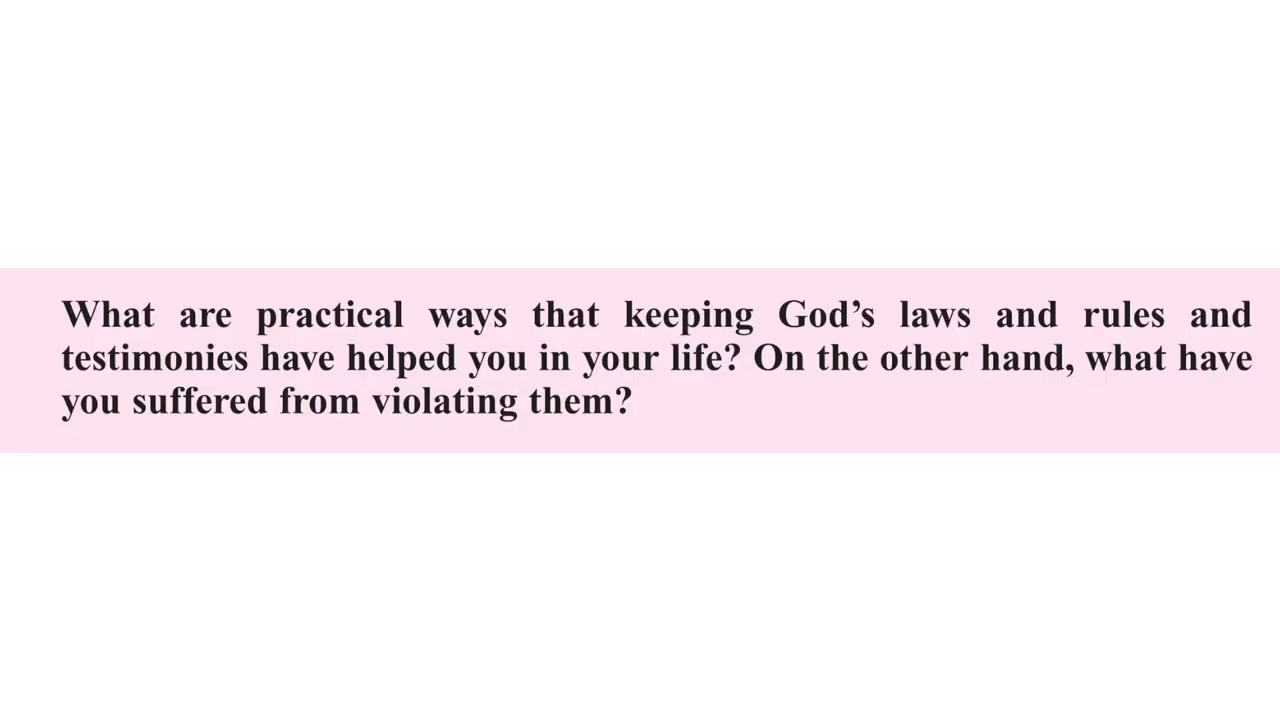 What are practical ways that keeping God’s laws and rules and
testimonies have helped you in your life? On the other hand, what have
you suffered from violating them?